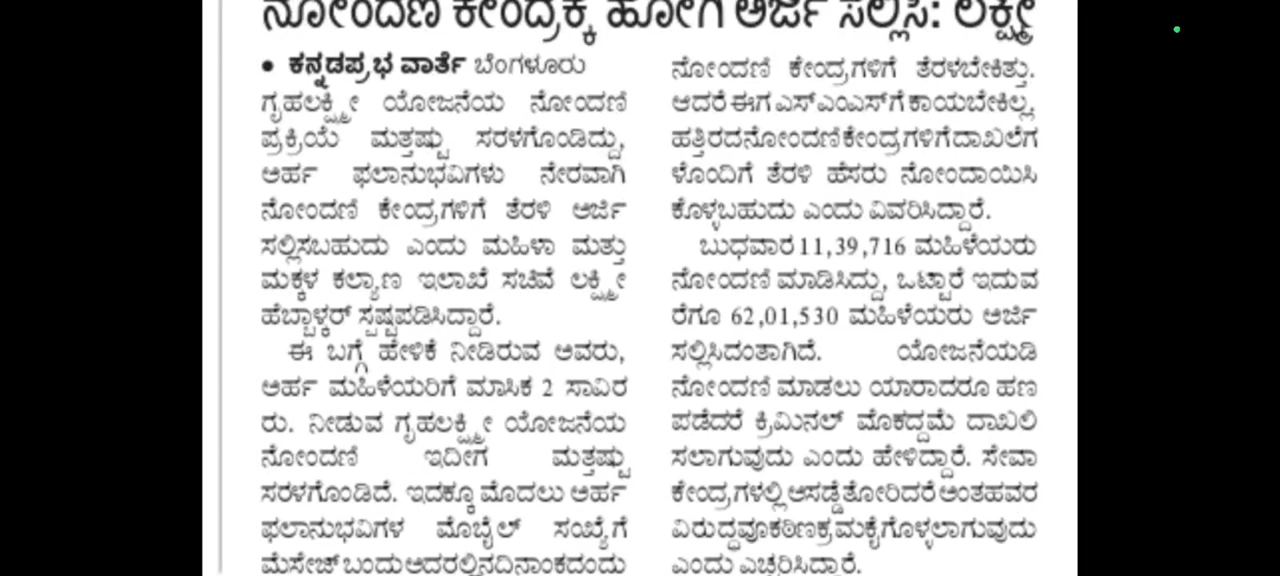 ನೋಂದಣಿ ಕೇಂದ್ರಕ್ಕೆ ಹೋಗಿ ಅರ್ಜಿ ಸಲ್ಲಿಸಿ: ಲಕ್ಷ್ಮೀ
• ಕನ್ನಡಪ್ರಭ ವಾರ್ತೆ ಬೆಂಗಳೂರು
ಗೃಹಲಕ್ಷ್ಮೀ ಯೋಜನೆಯ ನೋಂದಣಿ
ಪ್ರಕ್ರಿಯೆ ಮತ್ತಷ್ಟು ಸರಳಗೊಂಡಿದ್ದು,
ಅರ್ಹ ಫಲಾನುಭವಿಗಳು ನೇರವಾಗಿ
ನೋಂದಣಿ ಕೇಂದ್ರಗಳಿಗೆ ತೆರಳಿ ಅರ್ಜಿ
ಸಲ್ಲಿಸಬಹುದು ಎಂದು ಮಹಿಳಾ ಮತ್ತು
ಮಕ್ಕಳ ಕಲ್ಯಾಣ ಇಲಾಖೆ ಸಚಿವೆ ಲಕ್ಷ್ಮೀ
ಹೆಬ್ಬಾಳ್ಕರ್ ಸ್ಪಷ್ಟಪಡಿಸಿದ್ದಾರೆ.
ಈ ಬಗ್ಗೆ ಹೇಳಿಕೆ ನೀಡಿರುವ ಅವರು,
ಅರ್ಹ ಮಹಿಳೆಯರಿಗೆ ಮಾಸಿಕ 2 ಸಾವಿರ
ರು. ನೀಡುವ ಗೃಹಲಕ್ಷ್ಮೀ ಯೋಜನೆಯ
ನೋಂದಣಿ ಇದೀಗ ಮತ್ತಷ್ಟು
ಸರಳಗೊಂಡಿದೆ. ಇದಕ್ಕೂ ಮೊದಲು ಅರ್ಹ
ಫಲಾನುಭವಿಗಳ ಮೊಬೈಲ್ ಸಂಖ್ಯೆಗೆ
ಮೆಸೇಜ್ ಬಂದು ಅದರಲ್ಲಿನ ದಿನಾಂಕದಂದು
ನೋಂದಣಿ ಕೇಂದ್ರಗಳಿಗೆ ತೆರಳಬೇಕಿತ್ತು.
ಆದರೆ ಈಗ ಎಸ್‌ಎಂಎಸ್‌ಗೆ ಕಾಯಬೇಕಿಲ್ಲ.
ಹತ್ತಿರದ ನೋಂದಣಿ ಕೇಂದ್ರಗಳಿಗೆ ದಾಖಲೆಗ
ಳೊಂದಿಗೆ ತೆರಳಿ ಹೆಸರು ನೋಂದಾಯಿಸಿ
ಕೊಳ್ಳಬಹುದು ಎಂದು ವಿವರಿಸಿದ್ದಾರೆ.
ಬುಧವಾರ 11,39,716 ಮಹಿಳೆಯರು
ನೋಂದಣಿ ಮಾಡಿಸಿದ್ದು, ಒಟ್ಟಾರೆ ಇದುವ
ರೆಗೂ 62,01,530 ಮಹಿಳೆಯರು ಅರ್ಜಿ
ಸಲ್ಲಿಸಿದಂತಾಗಿದೆ. ಯೋಜನೆಯಡಿ
ನೋಂದಣಿ ಮಾಡಲು ಯಾರಾದರೂ ಹಣ
ಪಡೆದರೆ ಕ್ರಿಮಿನಲ್ ಮೊಕದ್ದಮೆ ದಾಖಲಿ
ಸಲಾಗುವುದು ಎಂದು ಹೇಳಿದ್ದಾರೆ. ಸೇವಾ
ಕೇಂದ್ರಗಳಲ್ಲಿ ಅಸಡ್ಡೆ ತೋರಿದರೆ ಅಂತಹವರ
ವಿರುದ್ಧವೂ ಕಠಿಣ ಕ್ರಮ ಕೈಗೊಳ್ಳಲಾಗುವುದು
ಎಂದು ಎಚ್ಚರಿಸಿದ್ದಾರೆ.